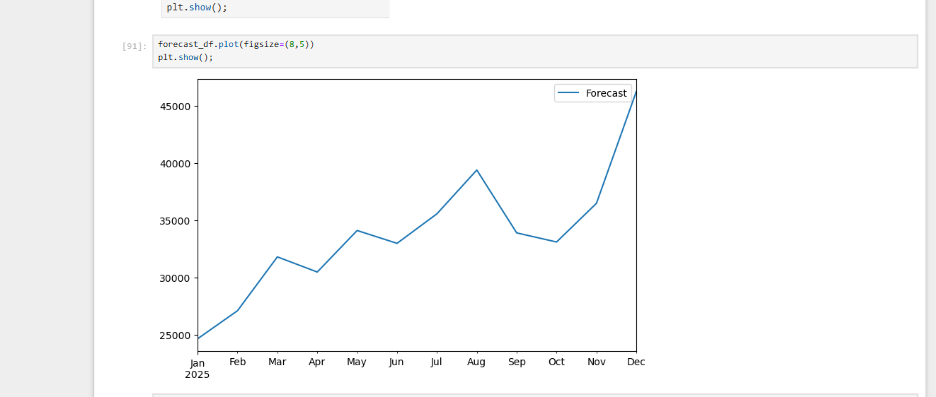 plt.show();
[91]:
forecast_df.plot(figsize=(8,5))
plt.show();
Forecast
45000
40000
35000
30000
25000
Jan Feb Mar Apr May Jun Jul Aug Sep Oct Nov Dec
2025